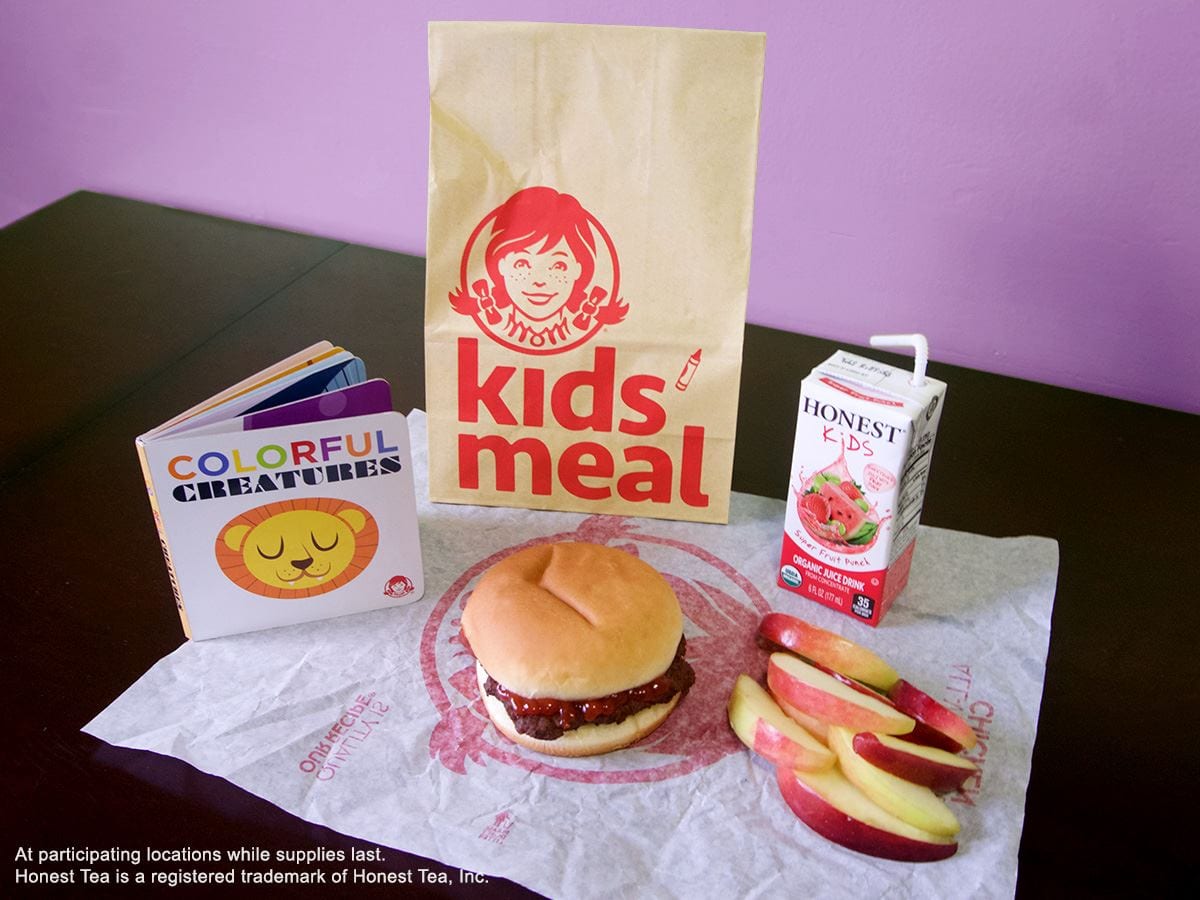 kids'
meal
COLORFUL
CREATURES
HONEST
KiDS
Super Fruit Punch
ORGANIC JUICE DRINK
FROM CONCENTRATE
6 FL OZ (177 mL)
35
QUALITY IS
OUR RECIPE
CHICKEN
At participating locations while supplies last.
Honest Tea is a registered trademark of Honest Tea, Inc.